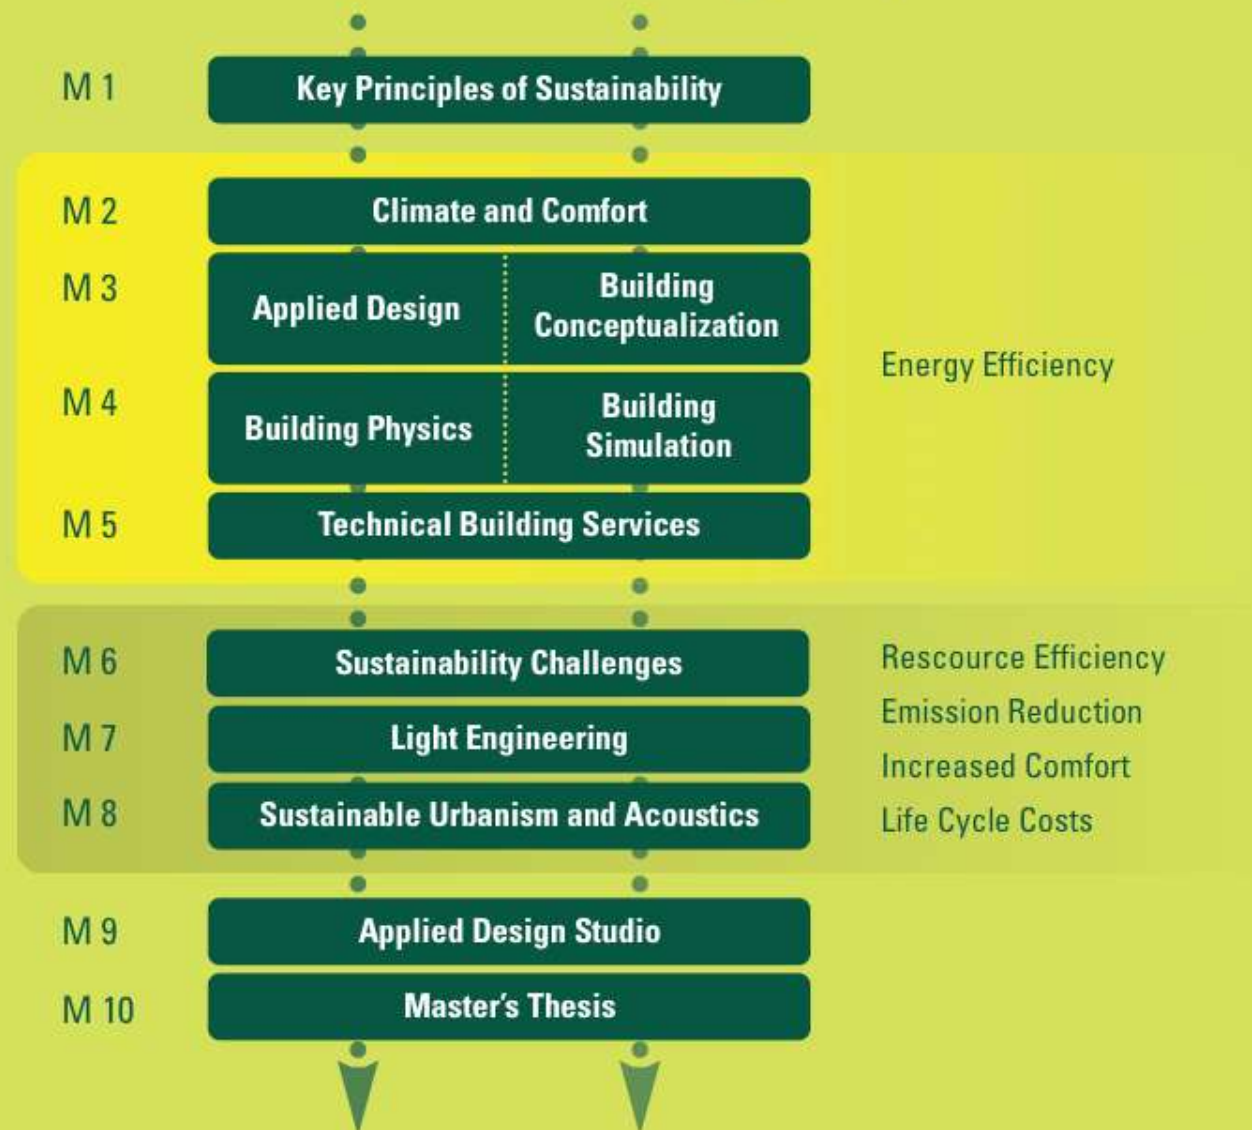 M 1
Key Principles of Sustainability
M 2
Climate and Comfort
M 3
Applied Design
Building
Conceptualization
M 4
Building Physics
Building
Simulation
M 5
Technical Building Services
Energy Efficiency
M 6
Sustainability Challenges
M 7
Light Engineering
M 8
Sustainable Urbanism and Acoustics
Rescource Efficiency
Emission Reduction
Increased Comfort
Life Cycle Costs
M 9
Applied Design Studio
M 10
Master's Thesis